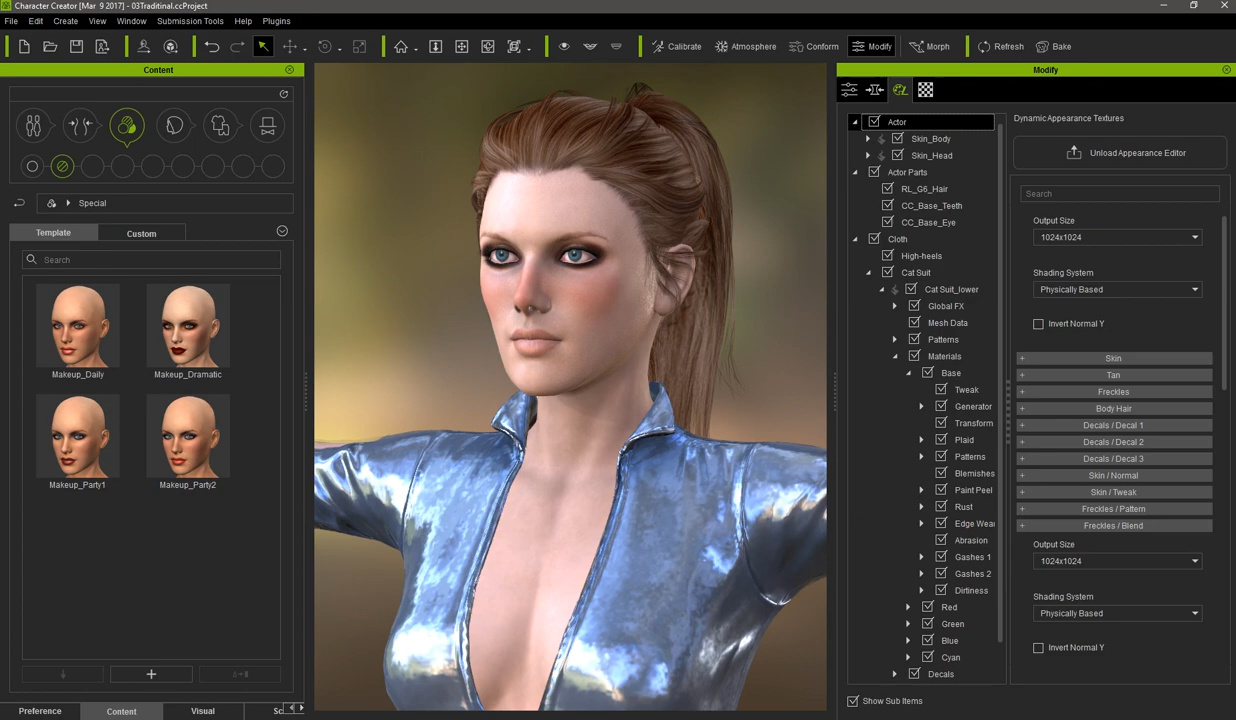 Character Creator [Mar  9 2017] - 03Traditinal.ccProject
File Edit Create View Window Submission Tools Help Plugins
Calibrate Atmosphere Conform Modify Morph Refresh Bake
Content
Special
Template Custom
Search
Makeup_Daily Makeup_Dramatic
Makeup_Party1 Makeup_Party2
Preference Content Visual Sc
Modify
Actor
Skin_Body
Skin_Head
Actor Parts
RL_G6_Hair
CC_Base_Teeth
CC_Base_Eye
Cloth
High-heels
Cat Suit
Cat Suit_lower
Global FX
Mesh Data
Patterns
Materials
Base
Tweak
Generator
Transform
Plaid
Patterns
Blemishes
Paint Peel
Rust
Edge Wea
Abrasion
Gashes 1
Gashes 2
Dirtiness
Red
Green
Blue
Cyan
Decals
Show Sub Items
DynamicAppearance Textures
Unload Appearance Editor
Search
Output Size
1024x1024
Shading System
Physically Based
Invert Normal Y
+ Skin
+ Tan
+ Freckles
+ Body Hair
+ Decals / Decal 1
+ Decals / Decal 2
+ Decals / Decal 3
+ Skin / Normal
+ Skin / Tweak
+ Freckles / Pattern
+ Freckles / Blend
Output Size
1024x1024
Shading System
Physically Based
Invert Normal Y